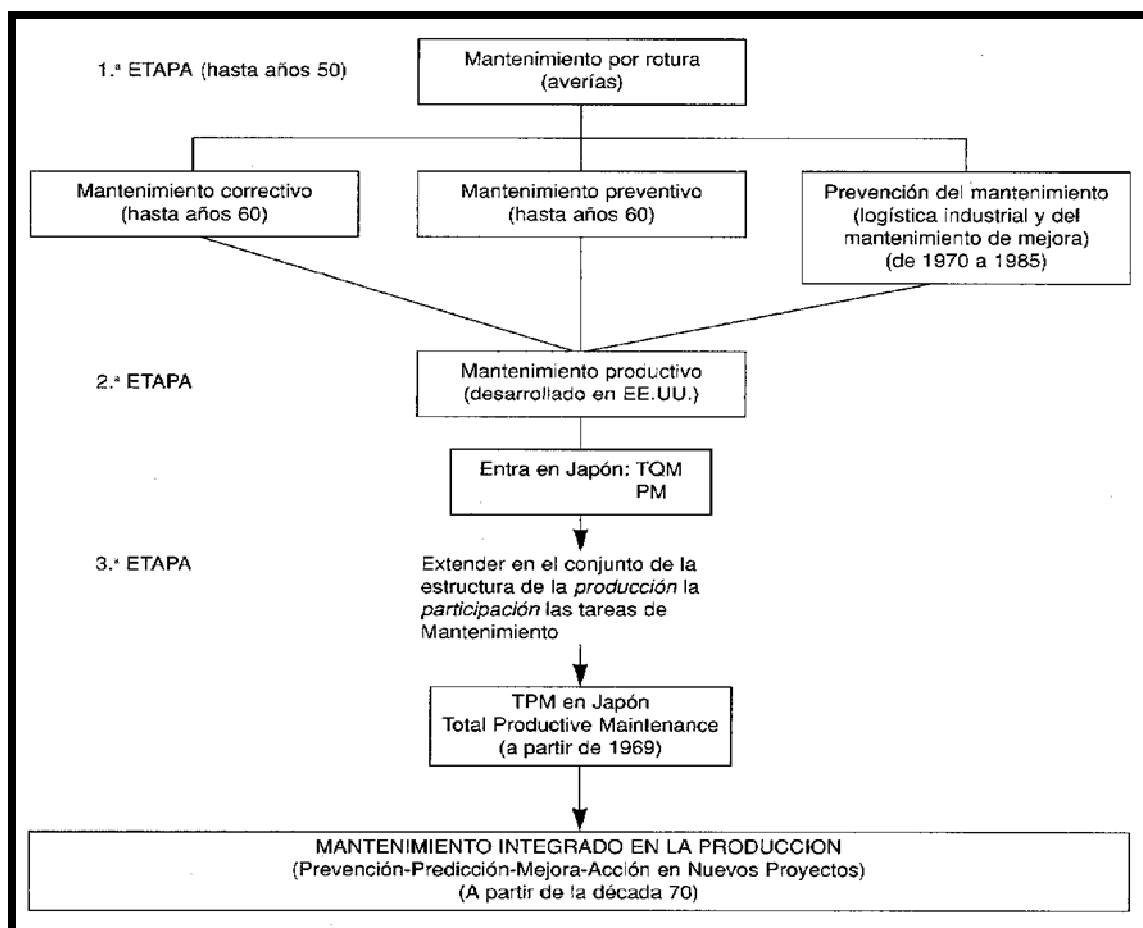 1.ª ETAPA (hasta años 50)
Mantenimiento por rotura
(averías)
Mantenimiento correctivo
(hasta años 60)
Mantenimiento preventivo
(hasta años 60)
Prevención del mantenimiento
(logística industrial y del
mantenimiento de mejora)
(de 1970 a 1985)
2.ª ETAPA
Mantenimiento productivo
(desarrollado en EE.UU.)
Entra en Japón: TQM
PM
3.ª ETAPA
Extender en el conjunto de la
estructura de la producción la
participación las tareas de
Mantenimiento
TPM en Japón
Total Productive Maintenance
(a partir de 1969)
MANTENIMIENTO INTEGRADO EN LA PRODUCCION
(Prevención-Predicción-Mejora-Acción en Nuevos Proyectos)
(A partir de la década 70)